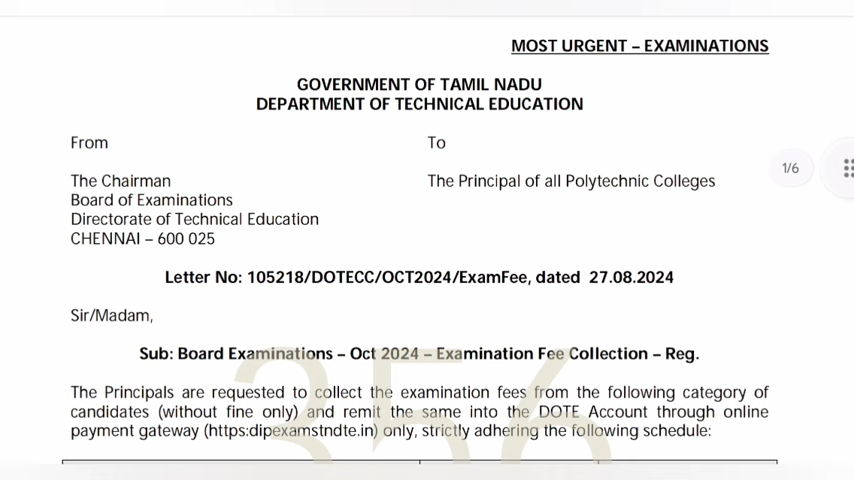 MOST URGENT – EXAMINATIONS
GOVERNMENT OF TAMIL NADU
DEPARTMENT OF TECHNICAL EDUCATION
From
To
The Chairman
The Principal of all Polytechnic Colleges
1/6
Board of Examinations
Directorate of Technical Education
CHENNAI – 600 025
Letter No: 105218/DOTECC/OCT2024/ExamFee, dated 27.08.2024
Sir/Madam,
Sub: Board Examinations – Oct 2024 – Examination Fee Collection – Reg.
The Principals are requested to collect the examination fees from the following category of
candidates (without fine only) and remit the same into the DOTE Account through online
payment gateway (https:dipexamstndte.in) only, strictly adhering the following schedule:
356